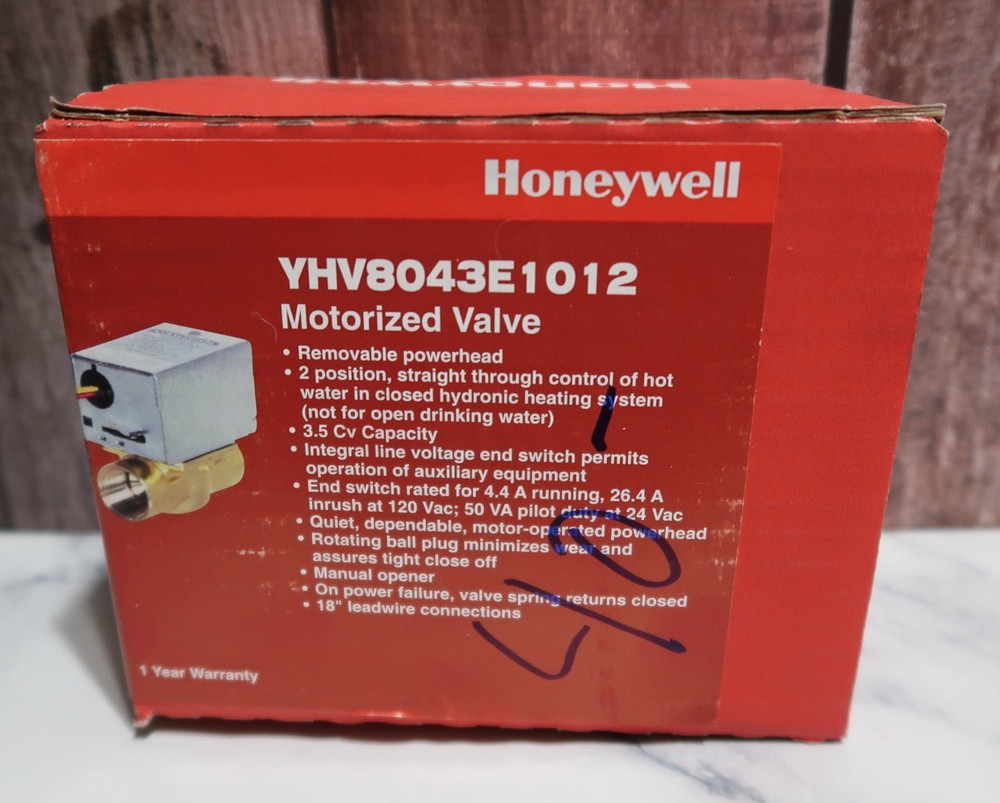 Honeywell
Honeywell
YHV8043E1012
Motorized Valve
• Removable powerhead
• 2 position, straight through control of hot
water in closed hydronic heating system
(not for open drinking water)
• 3.5 Cv Capacity
• Integral line voltage end switch permits
operation of auxiliary equipment
• End switch rated for 4.4 A running, 26.4 A
inrush at 120 Vac; 50 VA pilot duty at 24 Vac
• Quiet, dependable, motor-operated powerhead
• Rotating ball plug minimizes wear and
assures tight close off
• Manual opener
• On power failure, valve spring returns closed
• 18" leadwire connections
1 Year Warranty